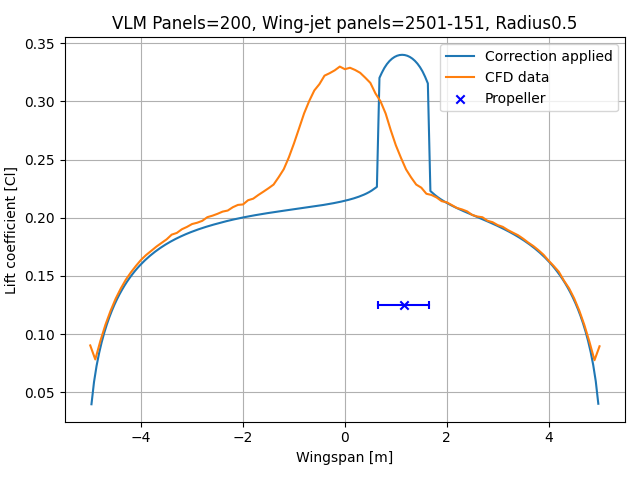 VLM Panels=200, Wing-jet panels=2501-151, Radius0.5
Correction applied
CFD data
Propeller
Lift coefficient [Cl]
0.35
0.30
0.25
0.20
0.15
0.10
0.05
−4
−2
0
2
4
Wingspan [m]